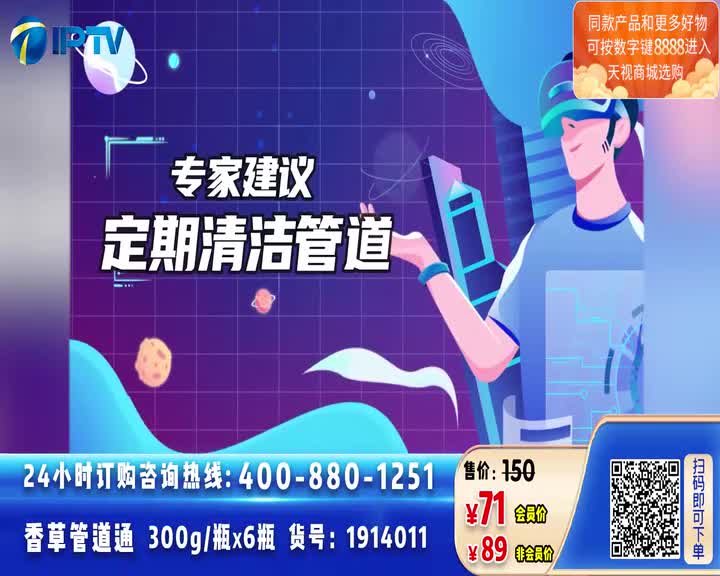 IPTV
同款产品和更多好物
可按数字键8888进入
天视商城选购
专家建议
定期清洁管道
24小时订购咨询热线:400-880-1251
香草管道通 300g/瓶x6瓶 货号:1914011
售价:150
¥71 会员价
¥89 非会员价
扫码即可下单